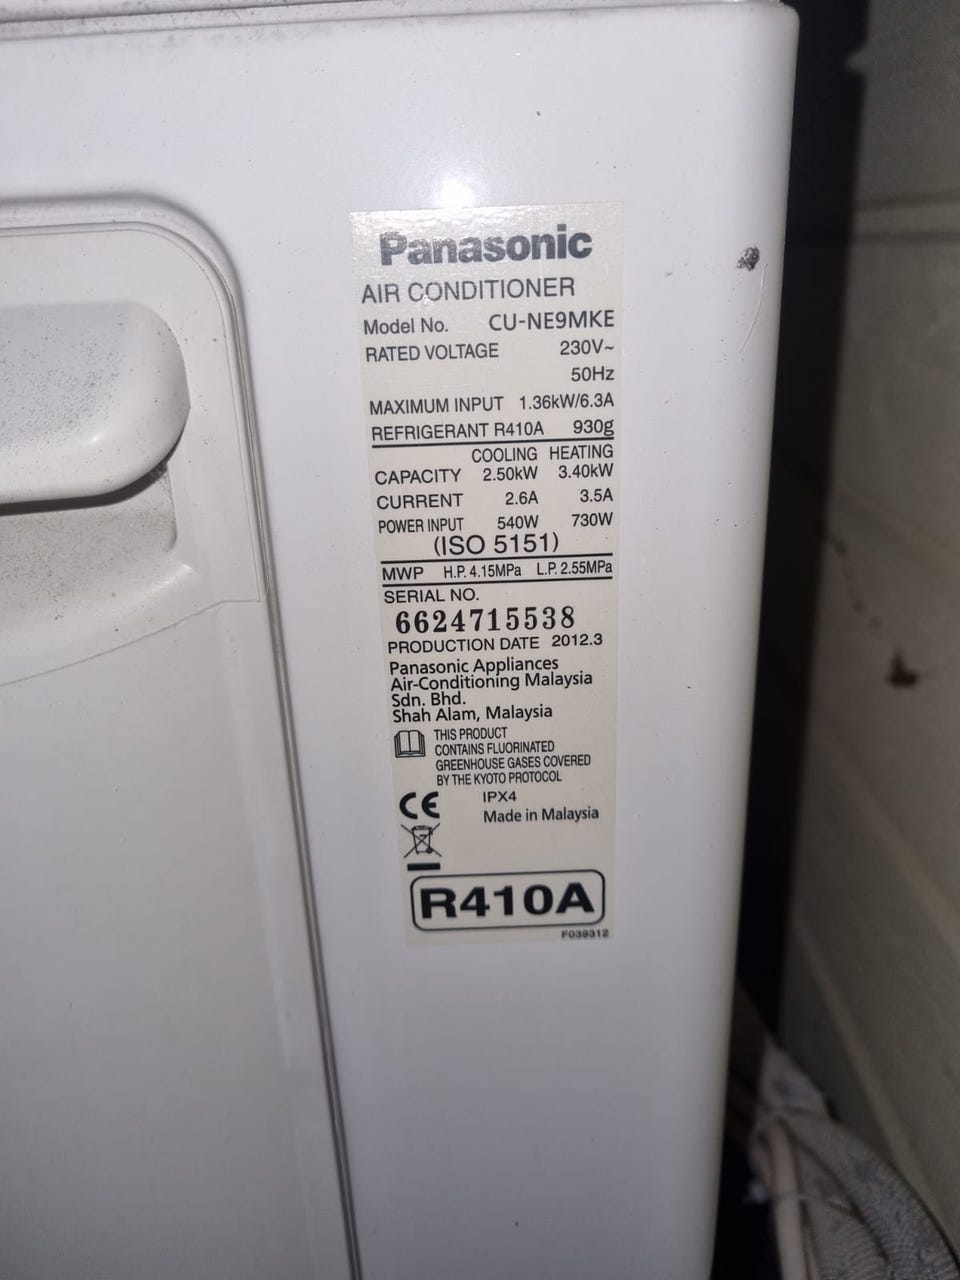 Panasonic
AIR CONDITIONER
Model No. CU-NE9MKE
RATED VOLTAGE 230V~
50Hz
MAXIMUM INPUT 1.36kW/6.3A
REFRIGERANT R410A 930g
COOLING HEATING
CAPACITY 2.50kW 3.40kW
CURRENT 2.6A 3.5A
POWER INPUT 540W 730W
(ISO 5151)
MWP H.P. 4.15MPa L.P. 2.55MPa
SERIAL NO.
6624715538
PRODUCTION DATE 2012.3
Panasonic Appliances
Air-Conditioning Malaysia
Sdn. Bhd.
Shah Alam, Malaysia
THIS PRODUCT
CONTAINS FLUORINATED
GREENHOUSE GASES COVERED
BY THE KYOTO PROTOCOL
CE IPX4
Made in Malaysia
R410A
F039312